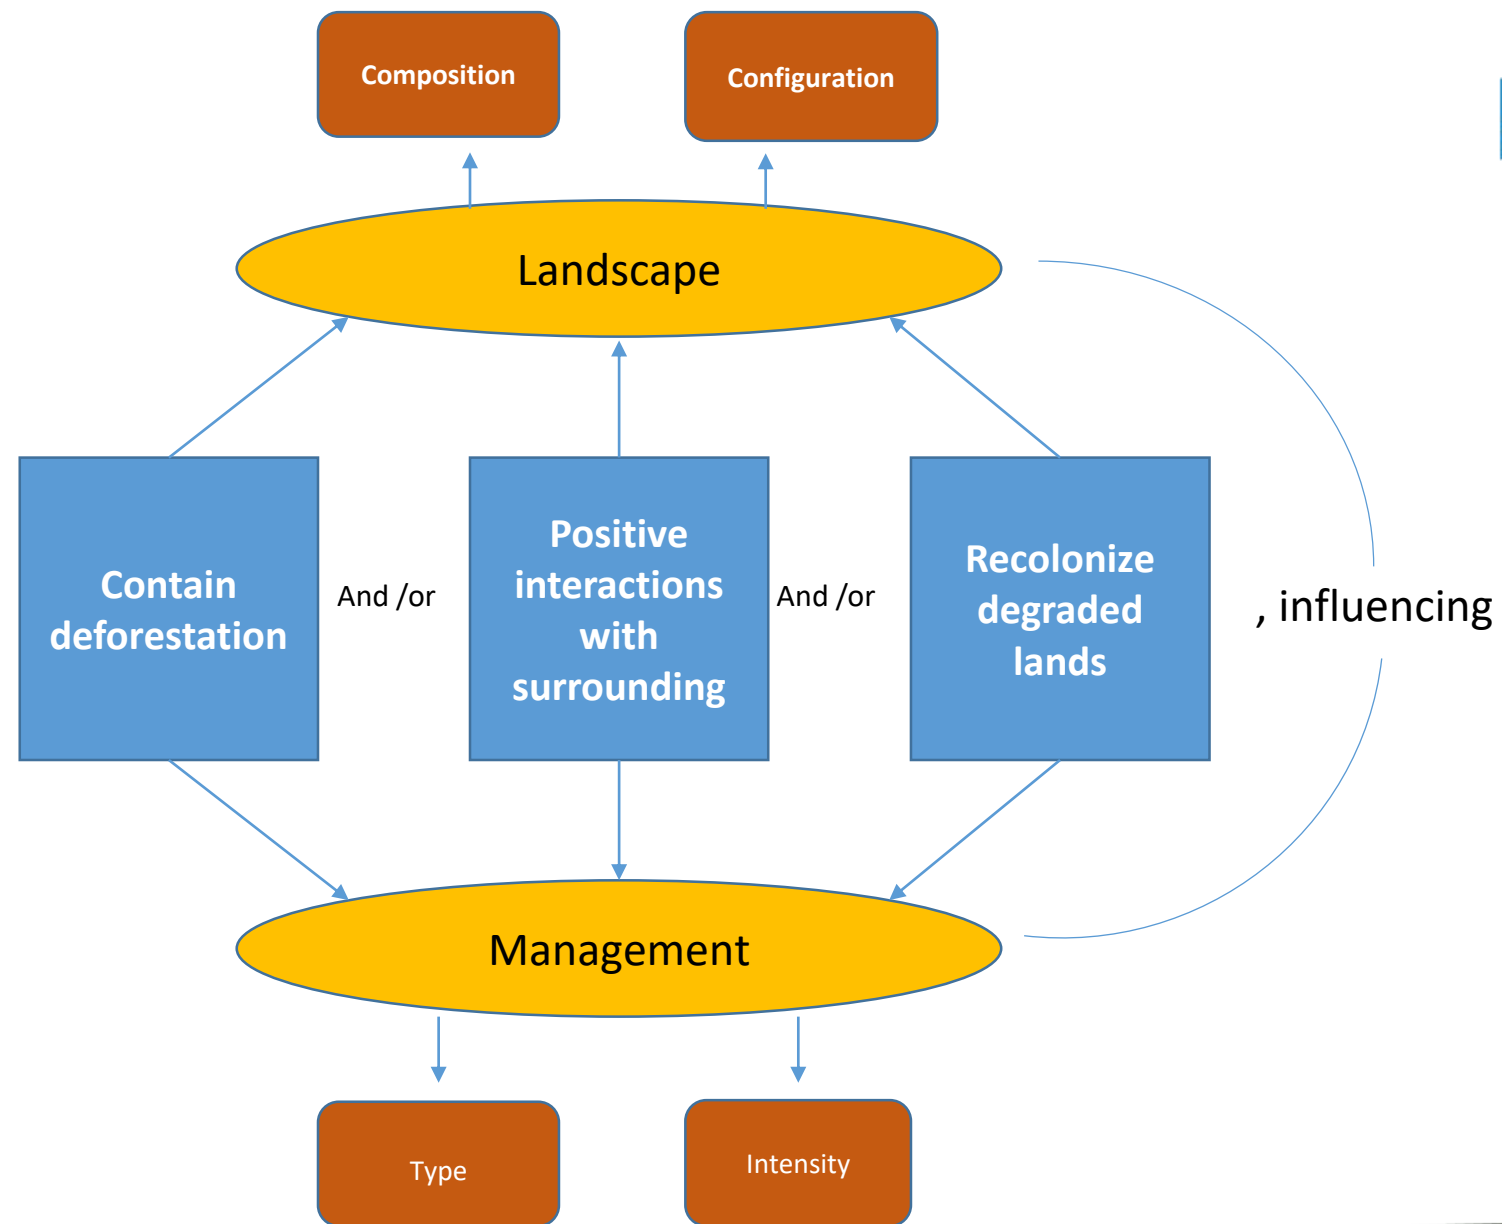 Composition
Configuration
Landscape
Contain
deforestation
And /or
Positive
interactions
with
surrounding
And /or
Recolonize
degraded
lands
, influencing
Management
Type
Intensity